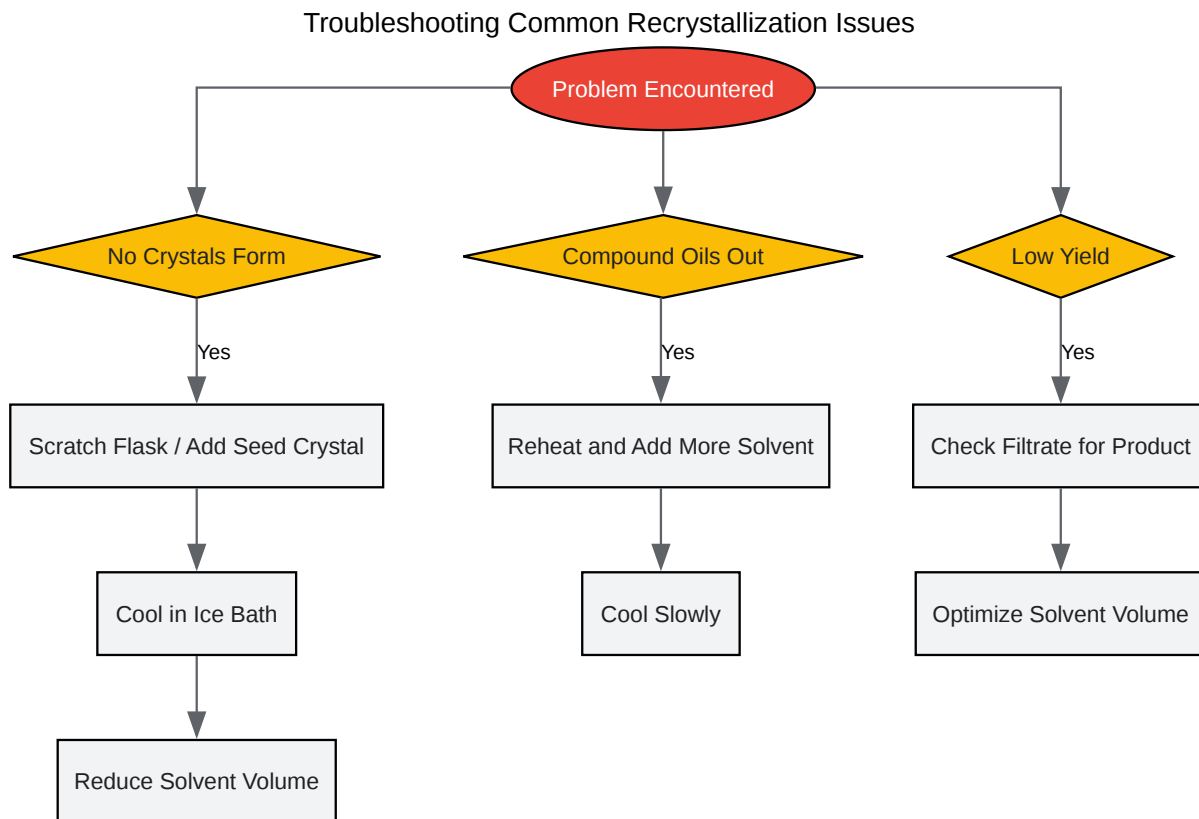 Troubleshooting Common Recrystallization Issues
Problem Encountered
No Crystals Form
Compound Oils Out
Low Yield
Yes
Yes
Yes
Scratch Flask / Add Seed Crystal
Reheat and Add More Solvent
Check Filtrate for Product
Cool in Ice Bath
Cool Slowly
Optimize Solvent Volume
Reduce Solvent Volume